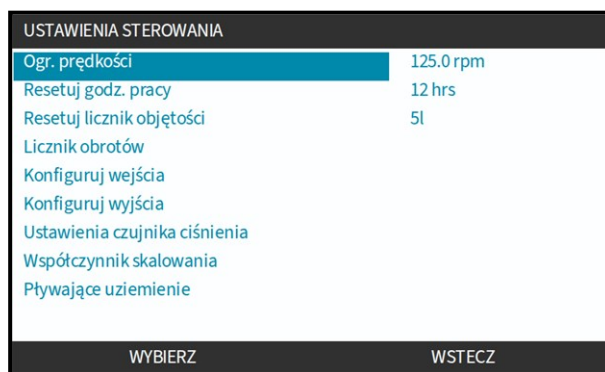 USTAWIENIA STEROWANIA
Ogr. prędkości 125.0 rpm
Resetuj godz. pracy 12 hrs
Resetuj licznik objętości 5l
Licznik obrotów
Konfiguruj wejścia
Konfiguruj wyjścia
Ustawienia czujnika ciśnienia
Współczynnik skalowania
Pływające uziemienie
WYBIERZ WSTECZ